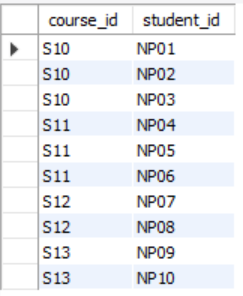 course_id student_id
S10 NP01
S10 NP02
S10 NP03
S11 NP04
S11 NP05
S11 NP06
S12 NP07
S12 NP08
S13 NP09
S13 NP10